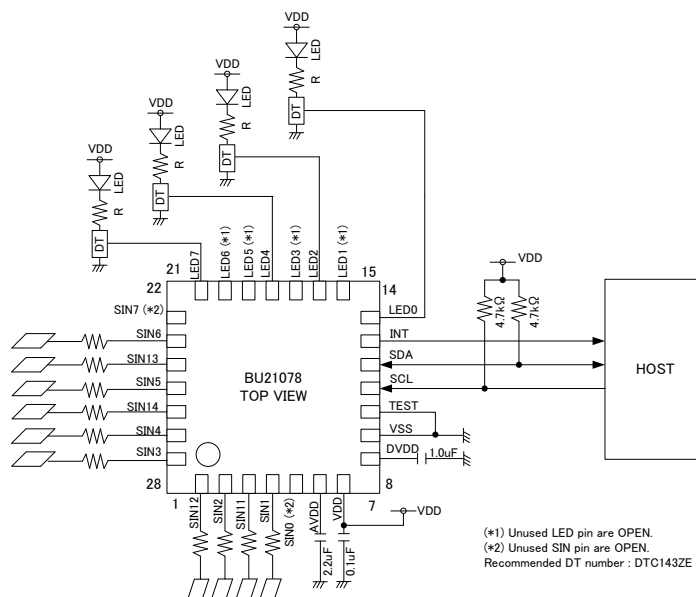 VDD
LED
R
DT
VDD
LED
R
DT
VDD
LED
R
DT
VDD
LED
R
DT
21
LED7
LED6 (*1)
LED5 (*1)
LED4
LED3 (*1)
LED2
LED1 (*1)
15
22
14
SIN7 (*2)
SIN6
SIN13
SIN5
SIN14
SIN4
SIN3
BU21078
TOP VIEW
LED0
INT
SDA
SCL
TEST
VSS
DVDD
1.0uF
VDD
4.7kΩ
4.7kΩ
HOST
28
1
8
7
SIN12
SIN2
SIN11
SIN1
SIN0 (*2)
AVDD
VDD
2.2uF
0.1uF
VDD
(*1) Unused LED pin are OPEN.
(*2) Unused SIN pin are OPEN.
Recommended DT number : DTC143ZE